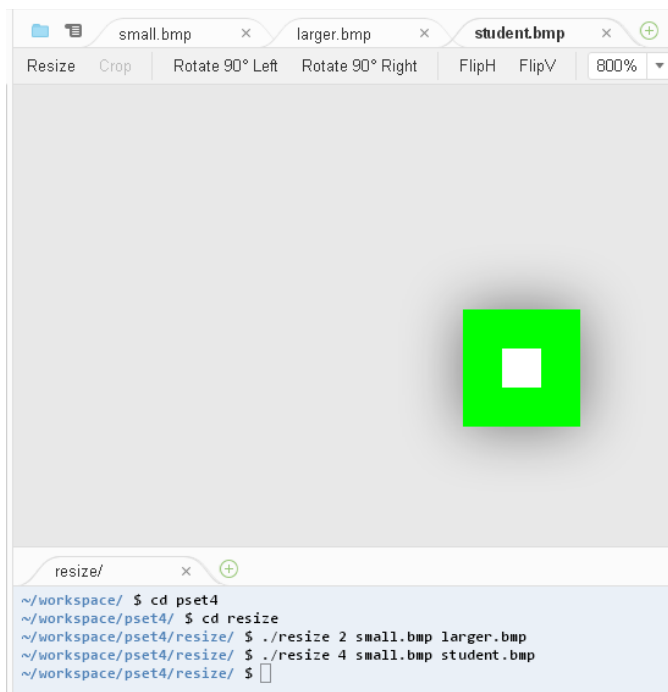 small.bmp × larger.bmp × student.bmp ×
Resize Crop Rotate 90° Left Rotate 90° Right FlipH FlipV 800%
resize/ ×
~/workspace/ $ cd pset4
~/workspace/pset4/ $ cd resize
~/workspace/pset4/resize/ $ ./resize 2 small.bmp larger.bmp
~/workspace/pset4/resize/ $ ./resize 4 small.bmp student.bmp
~/workspace/pset4/resize/ $